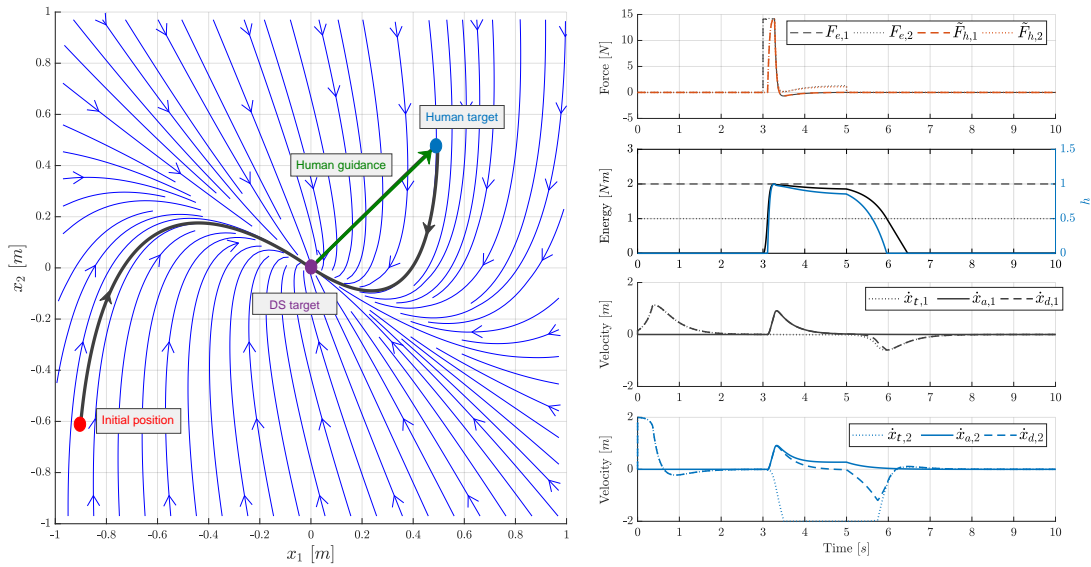 1
0.8
0.6
0.4
0.2
0
-0.2
-0.4
-0.6
-0.8
-1
x₂ [m]
-1 -0.8 -0.6 -0.4 -0.2 0 0.2 0.4 0.6 0.8 1
x₁ [m]
Human target
Human guidance
DS target
Initial position
15
10
5
0
-5
Force [N]
F_{e,1} F_{e,2} F̃_{h,1} F̃_{h,2}
0 1 2 3 4 5 6 7 8 9 10
3
2
1
0
Energy [Nm]
1.5
1
0.5
0
h̃
0 1 2 3 4 5 6 7 8 9 10
2
0
-2
Velocity [m]
ẋ_{t,1} ẋ_{a,1} ẋ_{d,1}
0 1 2 3 4 5 6 7 8 9 10
2
0
-2
Velocity [m]
ẋ_{t,2} ẋ_{a,2} ẋ_{d,2}
0 1 2 3 4 5 6 7 8 9 10
Time [s]